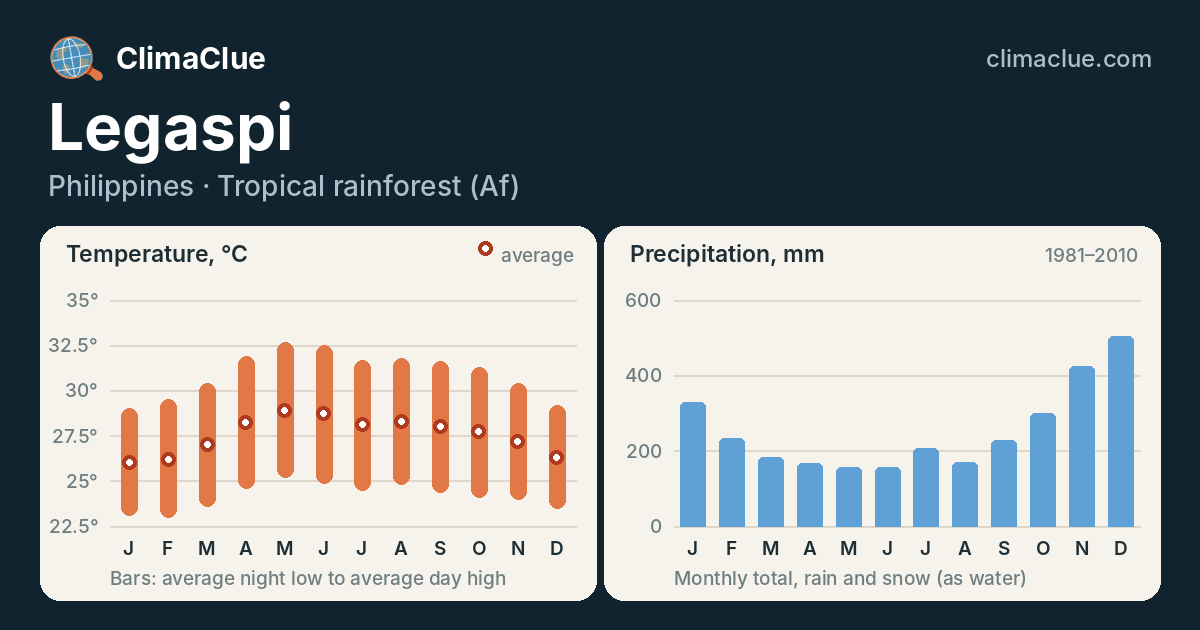 ClimaClue
climaclue.com
Legaspi
Philippines · Tropical rainforest (Af)
Temperature, °C
average
35°
32.5°
30°
27.5°
25°
22.5°
J F M A M J J A S O N D
Bars: average night low to average day high
Precipitation, mm
1981–2010
600
400
200
0
J F M A M J J A S O N D
Monthly total, rain and snow (as water)